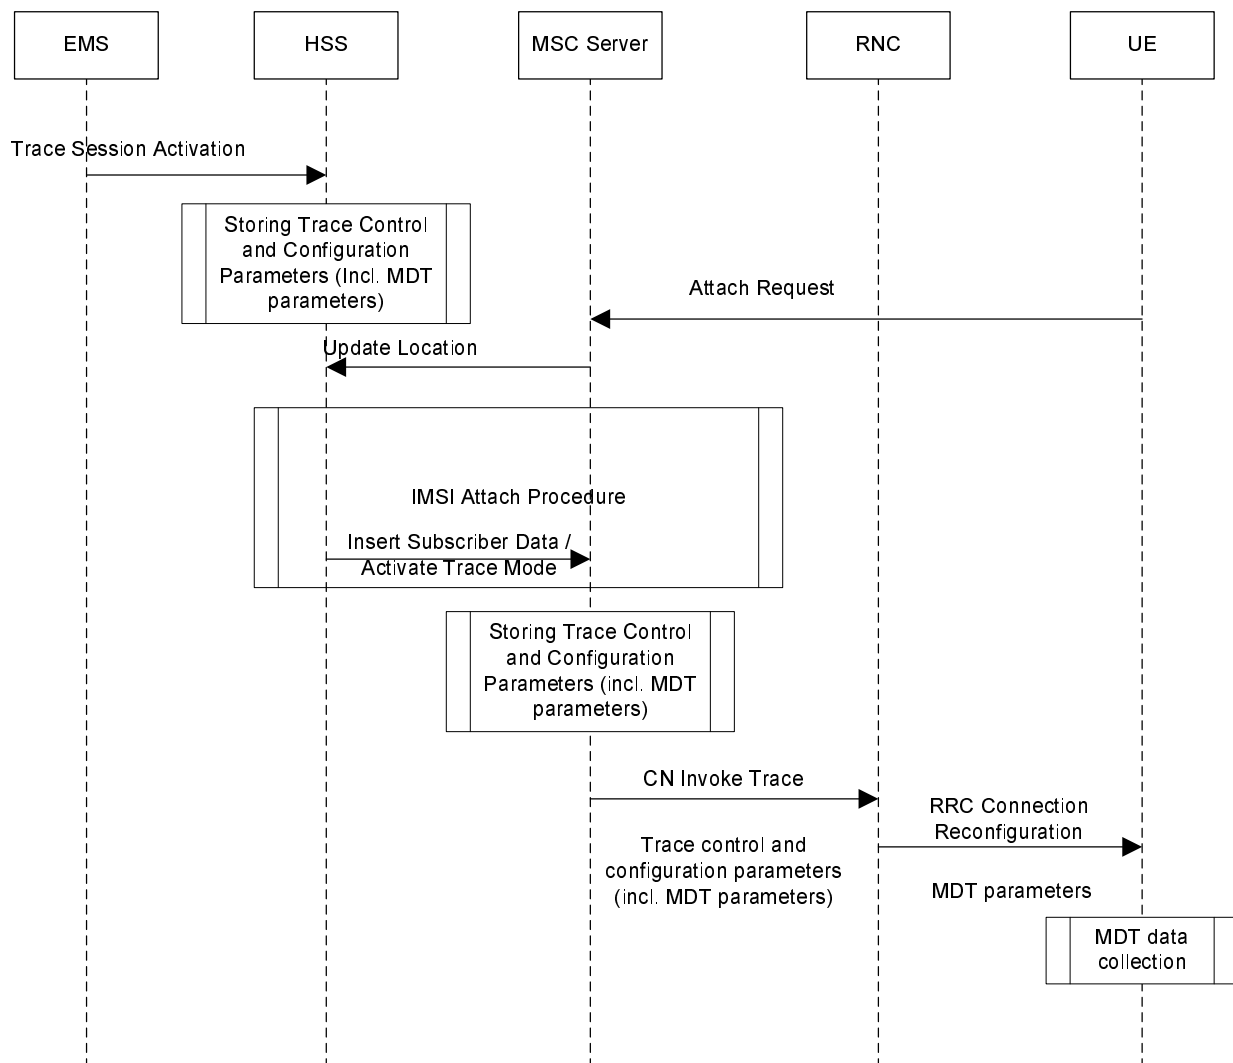 EMS
HSS
MSC Server
RNC
UE
Trace Session Activation
Storing Trace Control
and Configuration
Parameters (Incl. MDT
parameters)
Attach Request
Update Location
IMSI Attach Procedure
Insert Subscriber Data /
Activate Trace Mode
Storing Trace Control
and Configuration
Parameters (incl. MDT
parameters)
CN Invoke Trace
Trace control and
configuration parameters
(incl. MDT parameters)
RRC Connection
Reconfiguration
MDT parameters
MDT data
collection